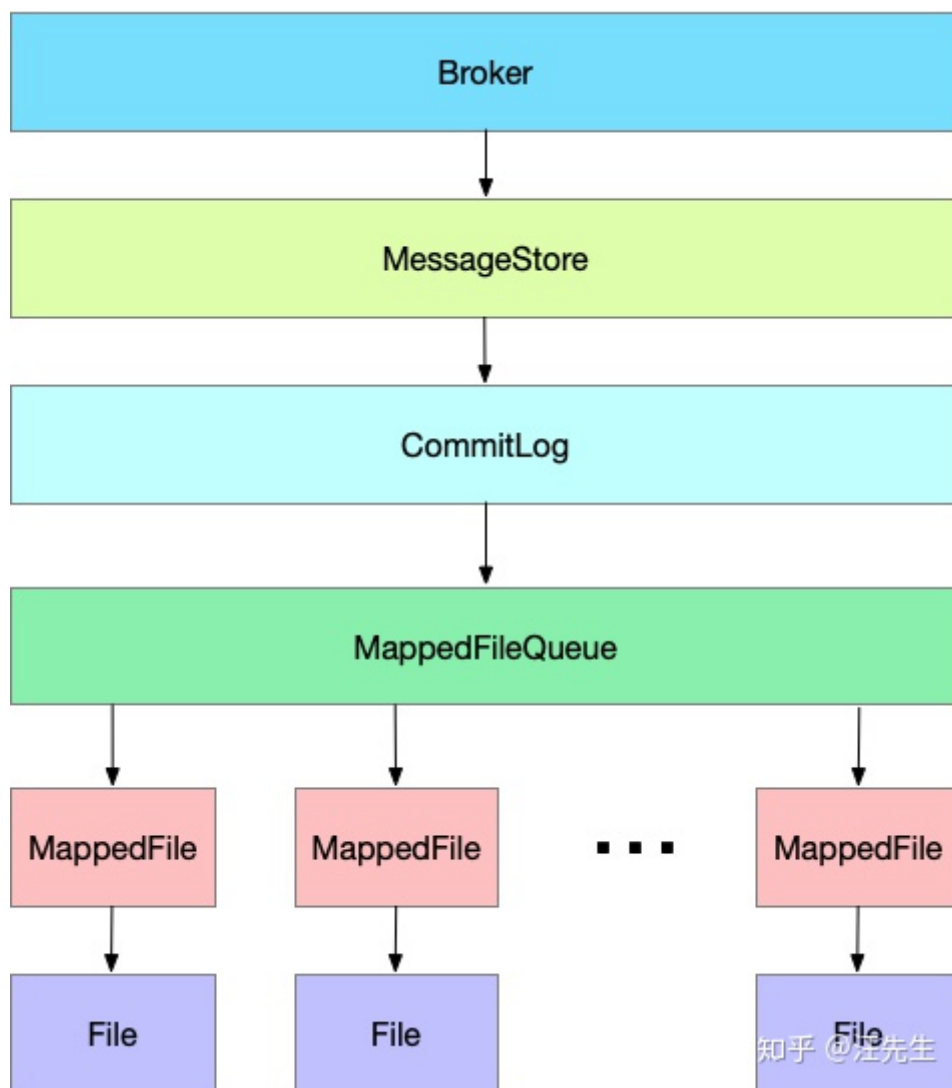 Broker
MessageStore
CommitLog
MappedFileQueue
MappedFile
MappedFile
...
MappedFile
File
File
File
知乎 @汪先生